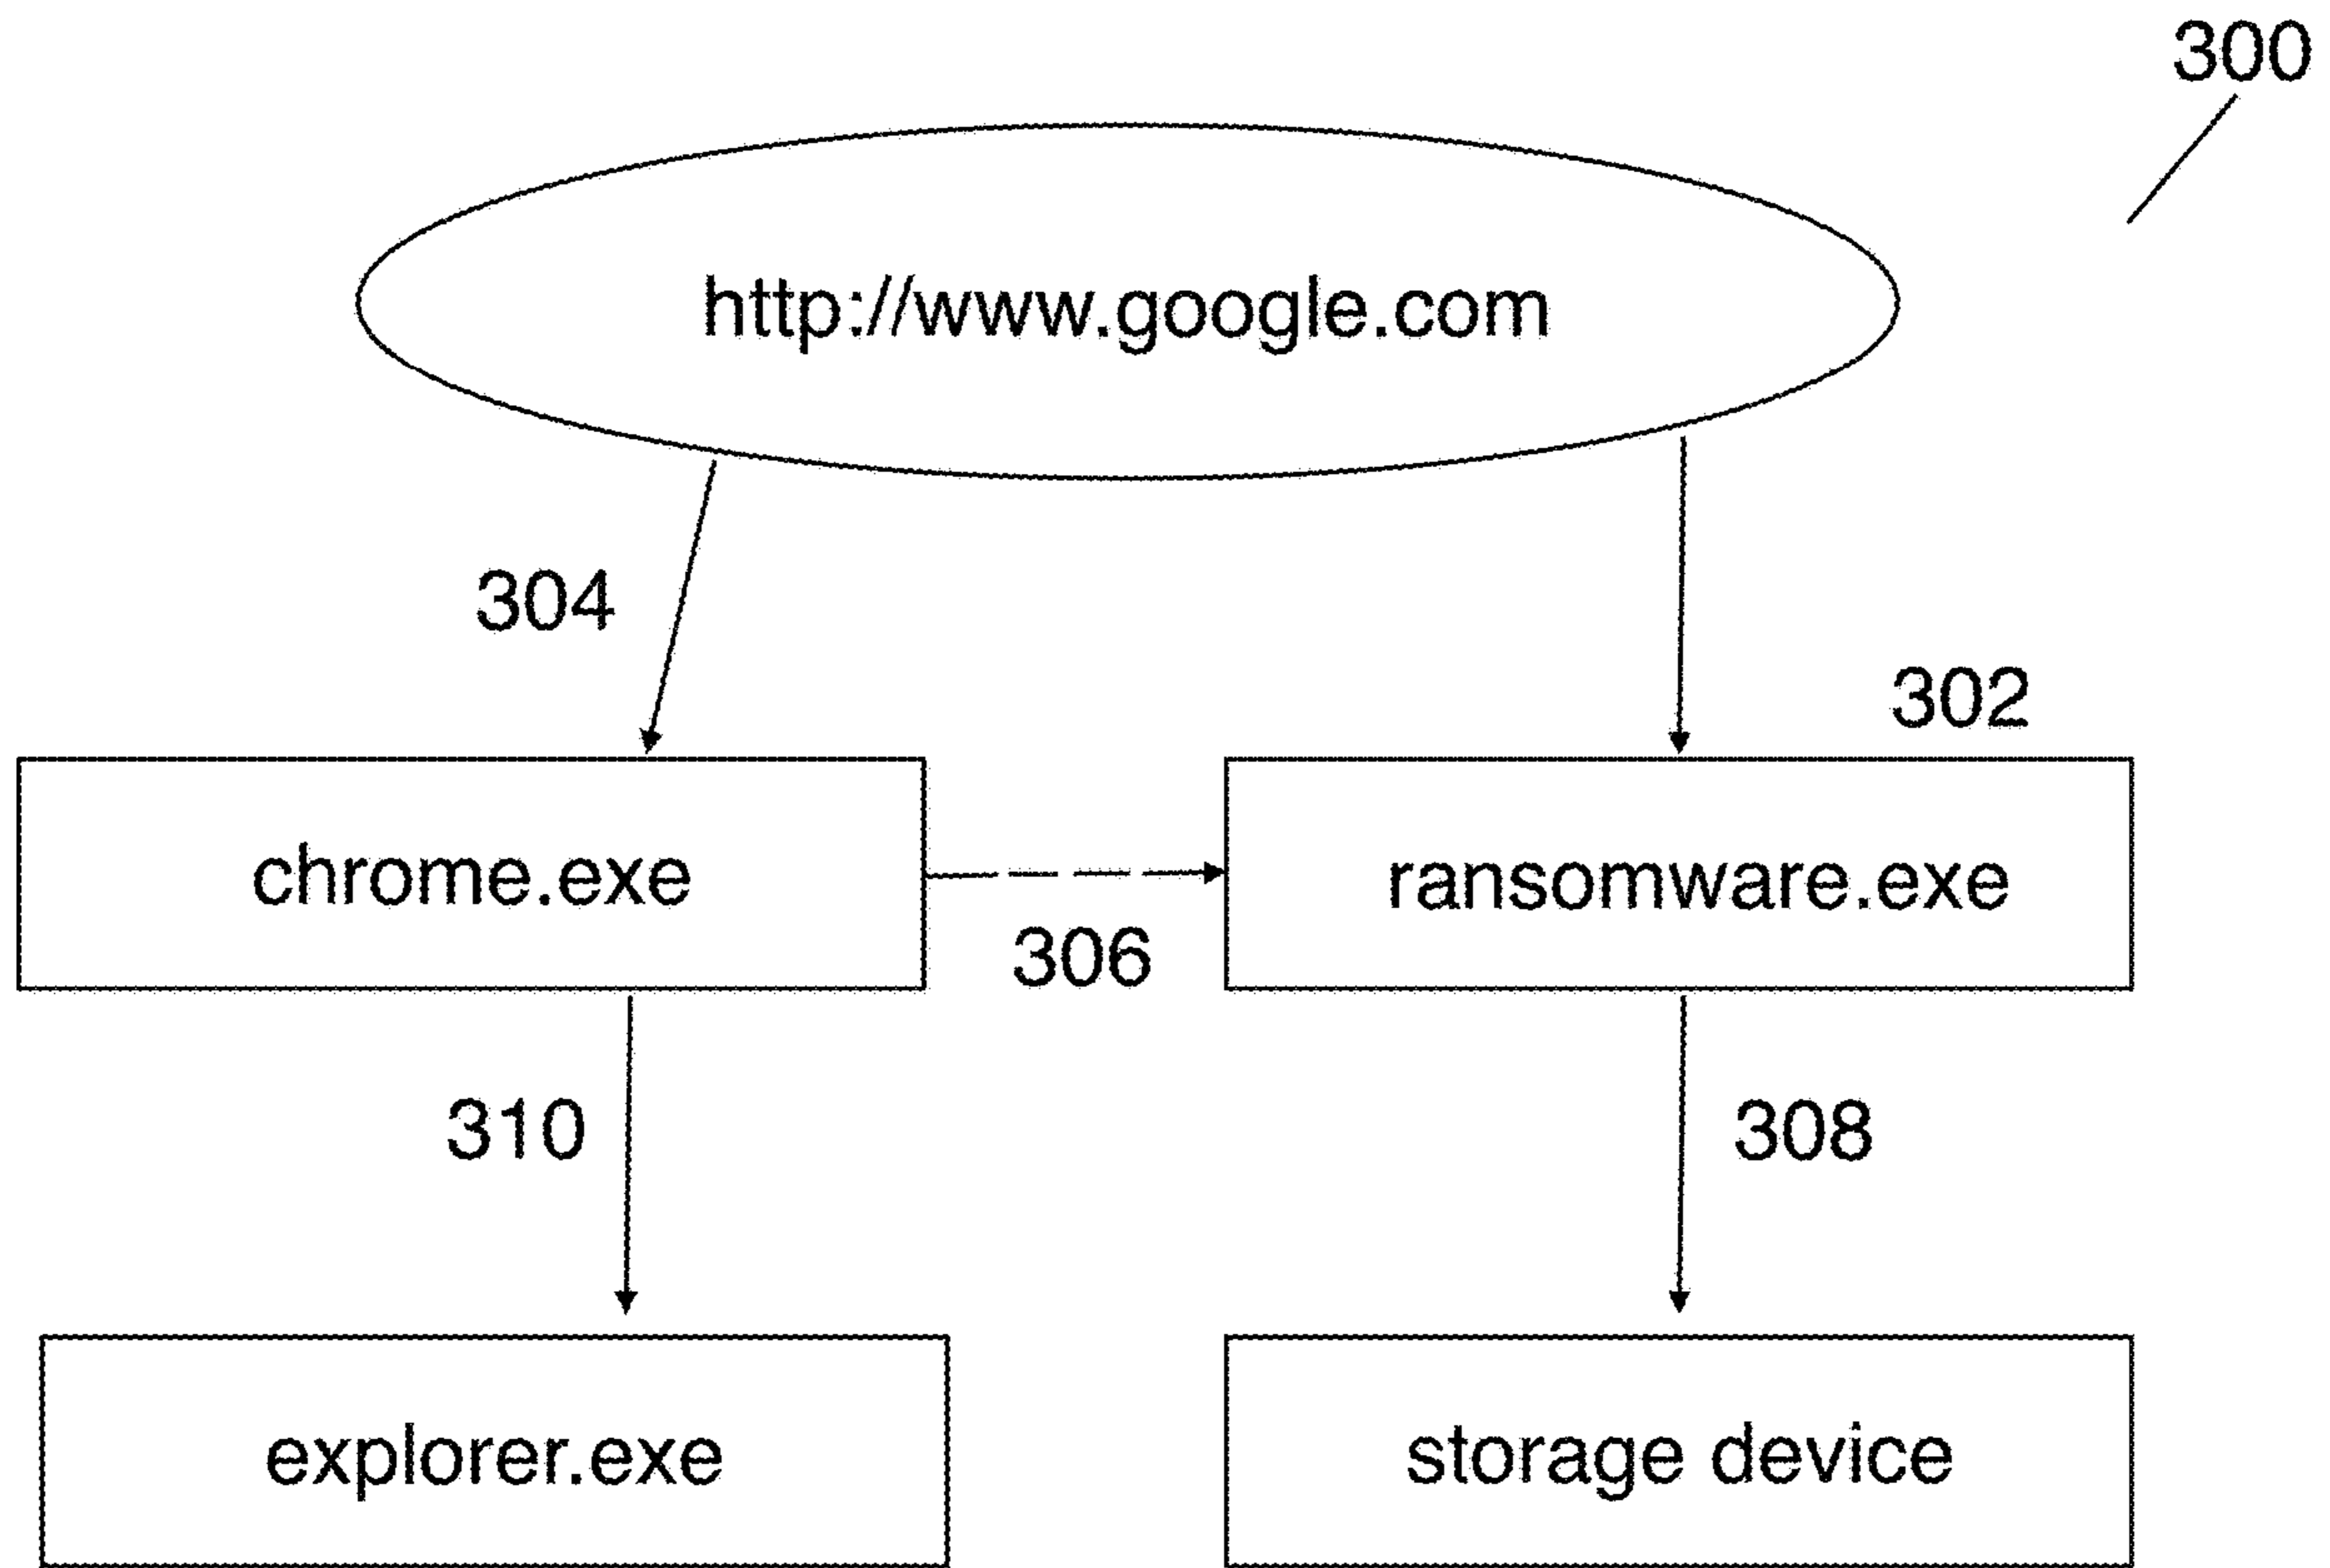 300
http://www.google.com
304
302
chrome.exe
ransomware.exe
306
310
308
explorer.exe
storage device